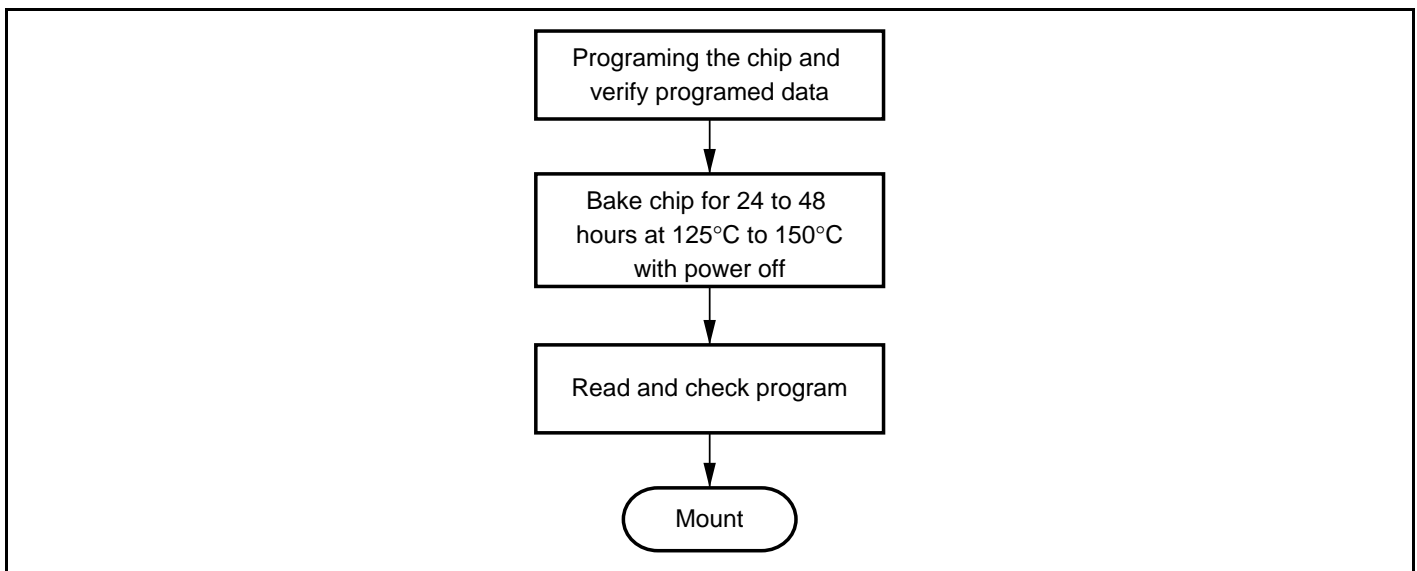 Programing the chip and
verify programed data
Bake chip for 24 to 48
hours at 125°C to 150°C
with power off
Read and check program
Mount